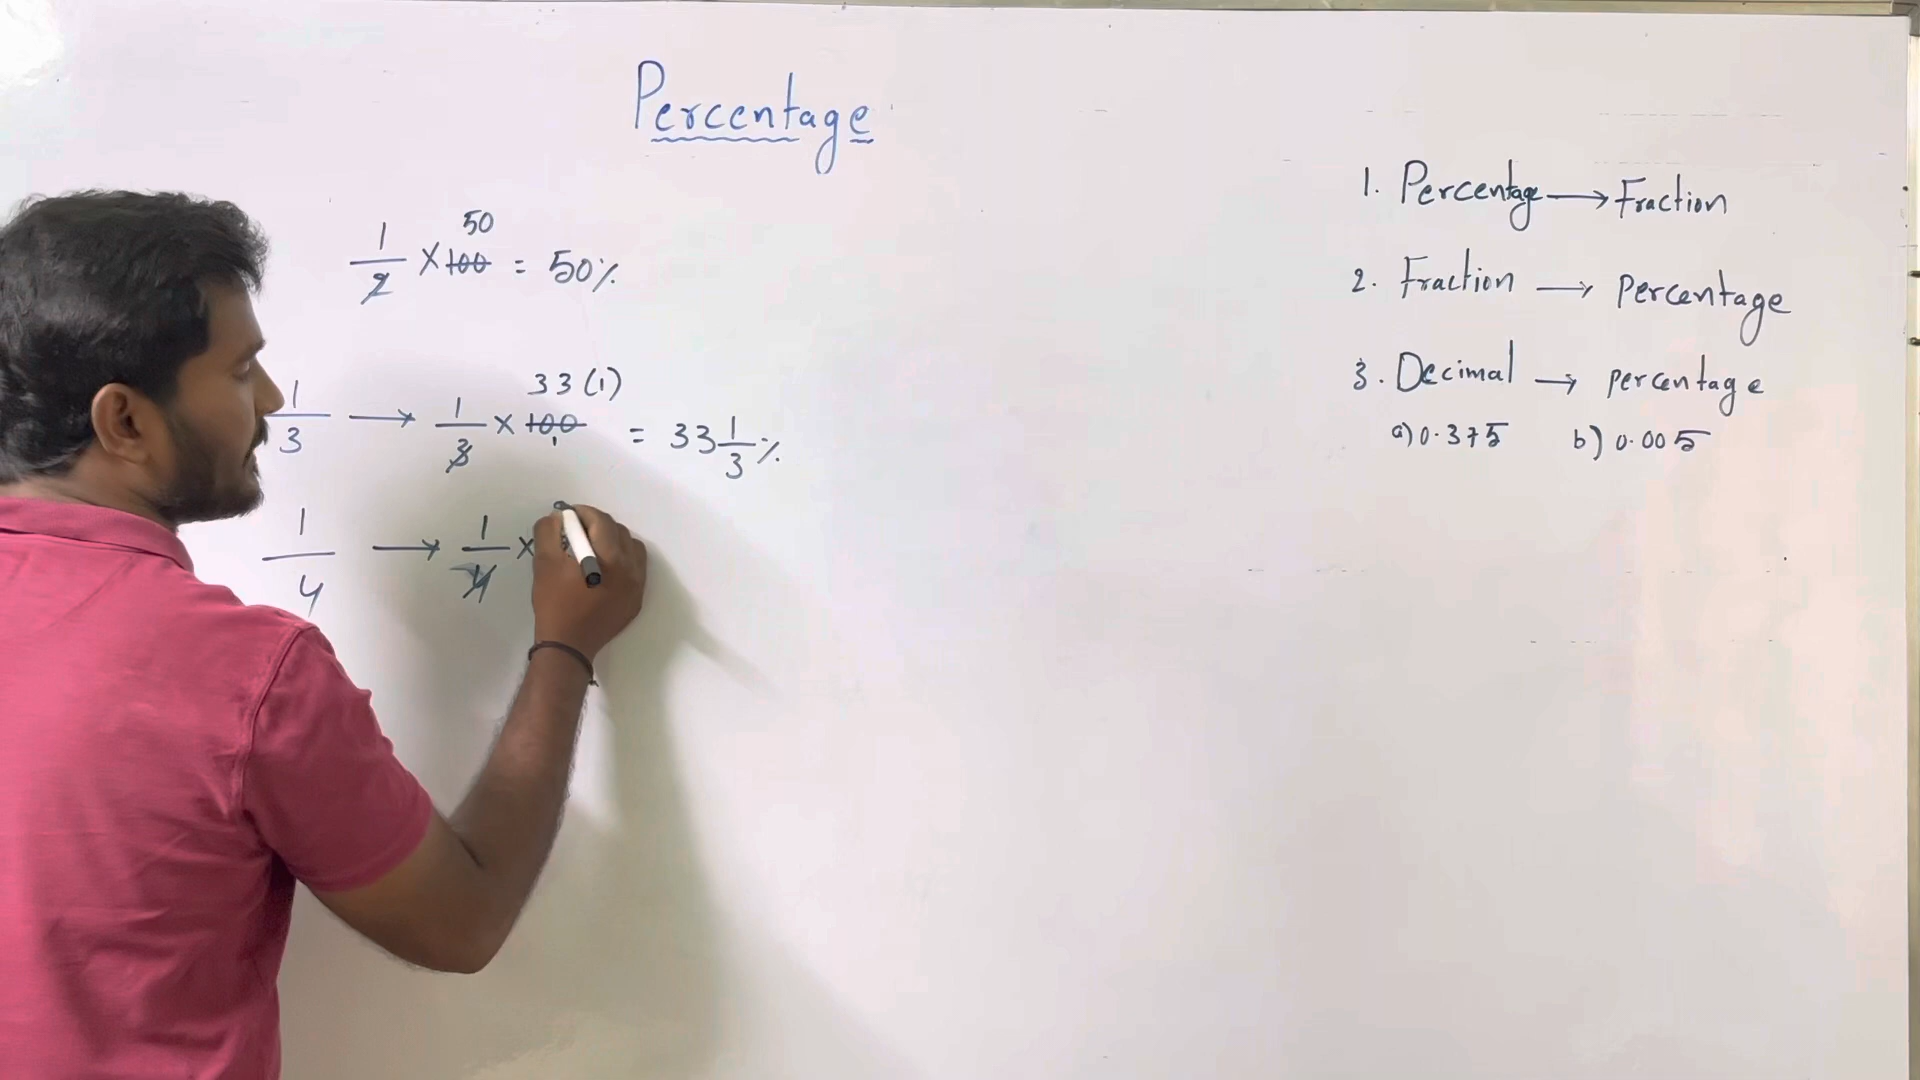 Percentage
1/2 × 100 = 50%
50
1/3 → 1/3 × 100 = 33 1/3 %
33 (1)
1
1/4 → 1/4 ×
1. Percentage → Fraction
2. Fraction → percentage
3. Decimal → percentage
a) 0.375 b) 0.005